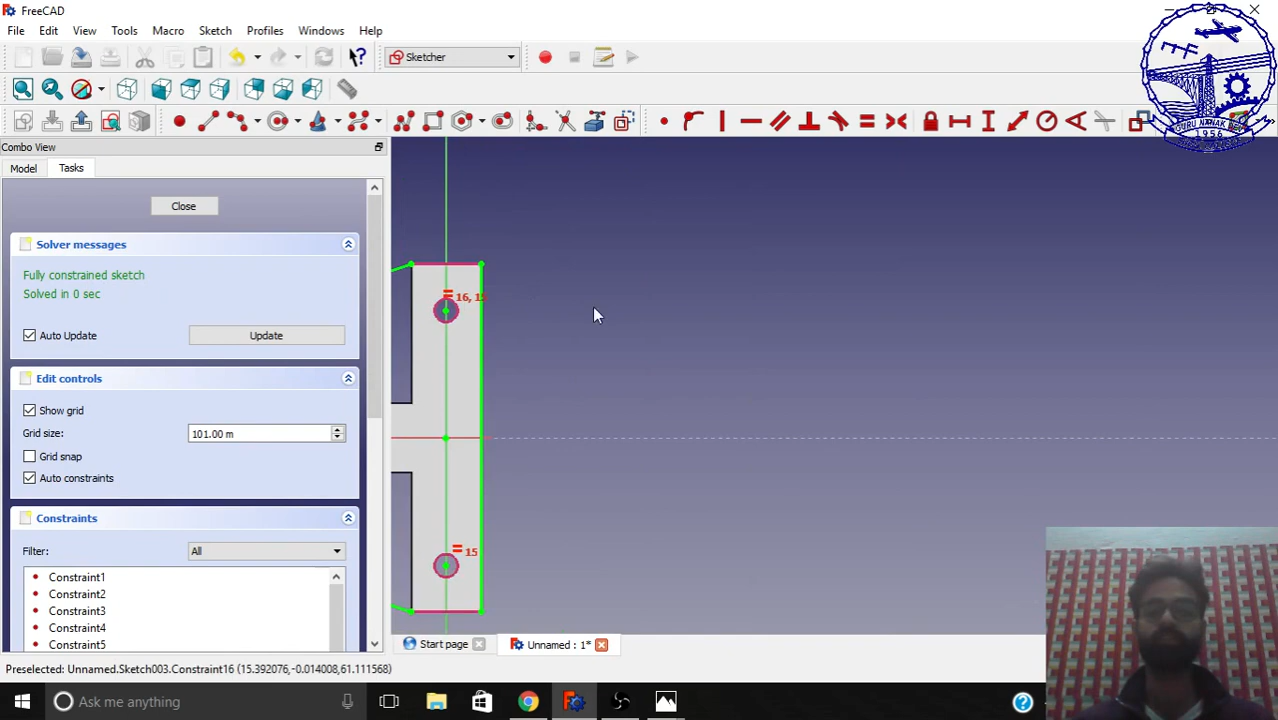 FreeCAD
File Edit View Tools Macro Sketch Profiles Windows Help
Sketcher
Combo View
Model Tasks
Close
Solver messages
Fully constrained sketch
Solved in 0 sec
Auto Update Update
Edit controls
Show grid
Grid size: 101.00 m
Grid snap
Auto constraints
Constraints
Filter: All
Constraint1
Constraint2
Constraint3
Constraint4
Constraint5
16, 15
15
Start page Unnamed : 1*
Preselected: Unnamed.Sketch003.Constraint16 (15.392076,-0.014008,61.111568)
Ask me anything
1956